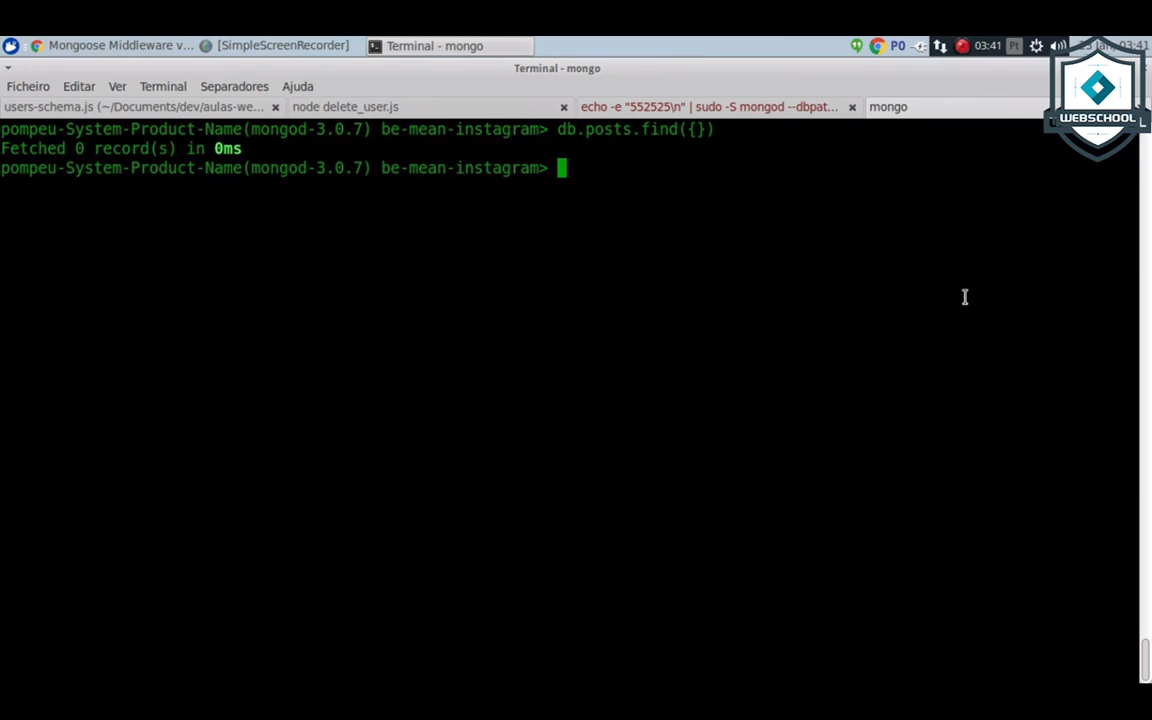 Mongoose Middleware v... [SimpleScreenRecorder] Terminal - mongo PO 03:41 Pt
Terminal - mongo
Ficheiro Editar Ver Terminal Separadores Ajuda
users-schema.js (~/Documents/dev/aulas-we... node delete_user.js echo -e "552525\n" | sudo -S mongod --dbpat... mongo
WEBSCHOOL
pompeu-System-Product-Name(mongod-3.0.7) be-mean-instagram> db.posts.find({})
Fetched 0 record(s) in 0ms
pompeu-System-Product-Name(mongod-3.0.7) be-mean-instagram>